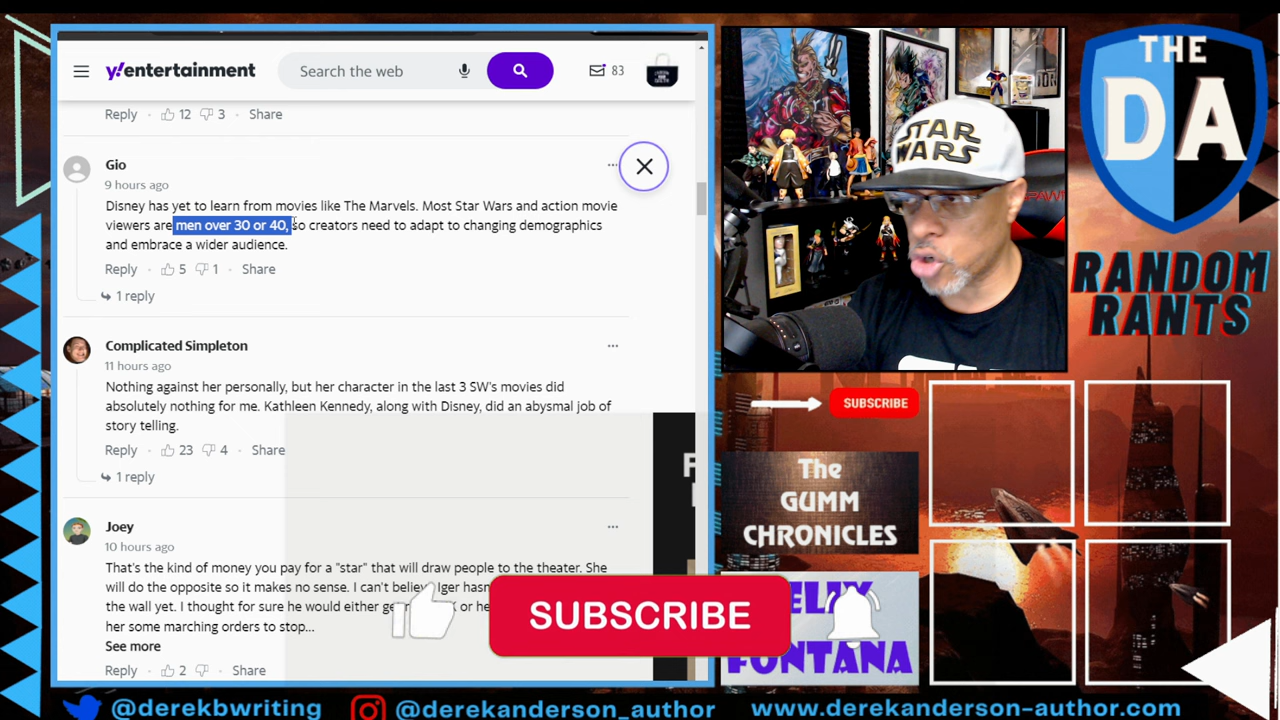 y!entertainment
Search the web
83
Reply · 12 3 Share
Gio
9 hours ago
Disney has yet to learn from movies like The Marvels. Most Star Wars and action movie
viewers are men over 30 or 40, so creators need to adapt to changing demographics
and embrace a wider audience.
Reply · 5 1 Share
1 reply
Complicated Simpleton
11 hours ago
Nothing against her personally, but her character in the last 3 SW's movies did
absolutely nothing for me. Kathleen Kennedy, along with Disney, did an abysmal job of
story telling.
Reply · 23 4 Share
1 reply
Joey
10 hours ago
That's the kind of money you pay for a "star" that will draw people to the theater. She
will do the opposite so it makes no sense. I can't believe Iger
the wall yet. I thought for sure he would either or
her some marching orders to stop...
See more
Reply · 2 Share
SUBSCRIBE
STAR
WARS
THE
DA
RANDOM
RANTS
SUBSCRIBE
The
GUMM
CHRONICLES
FONTANA
@derekbwriting
@derekanderson_author
www.derekanderson-author.com